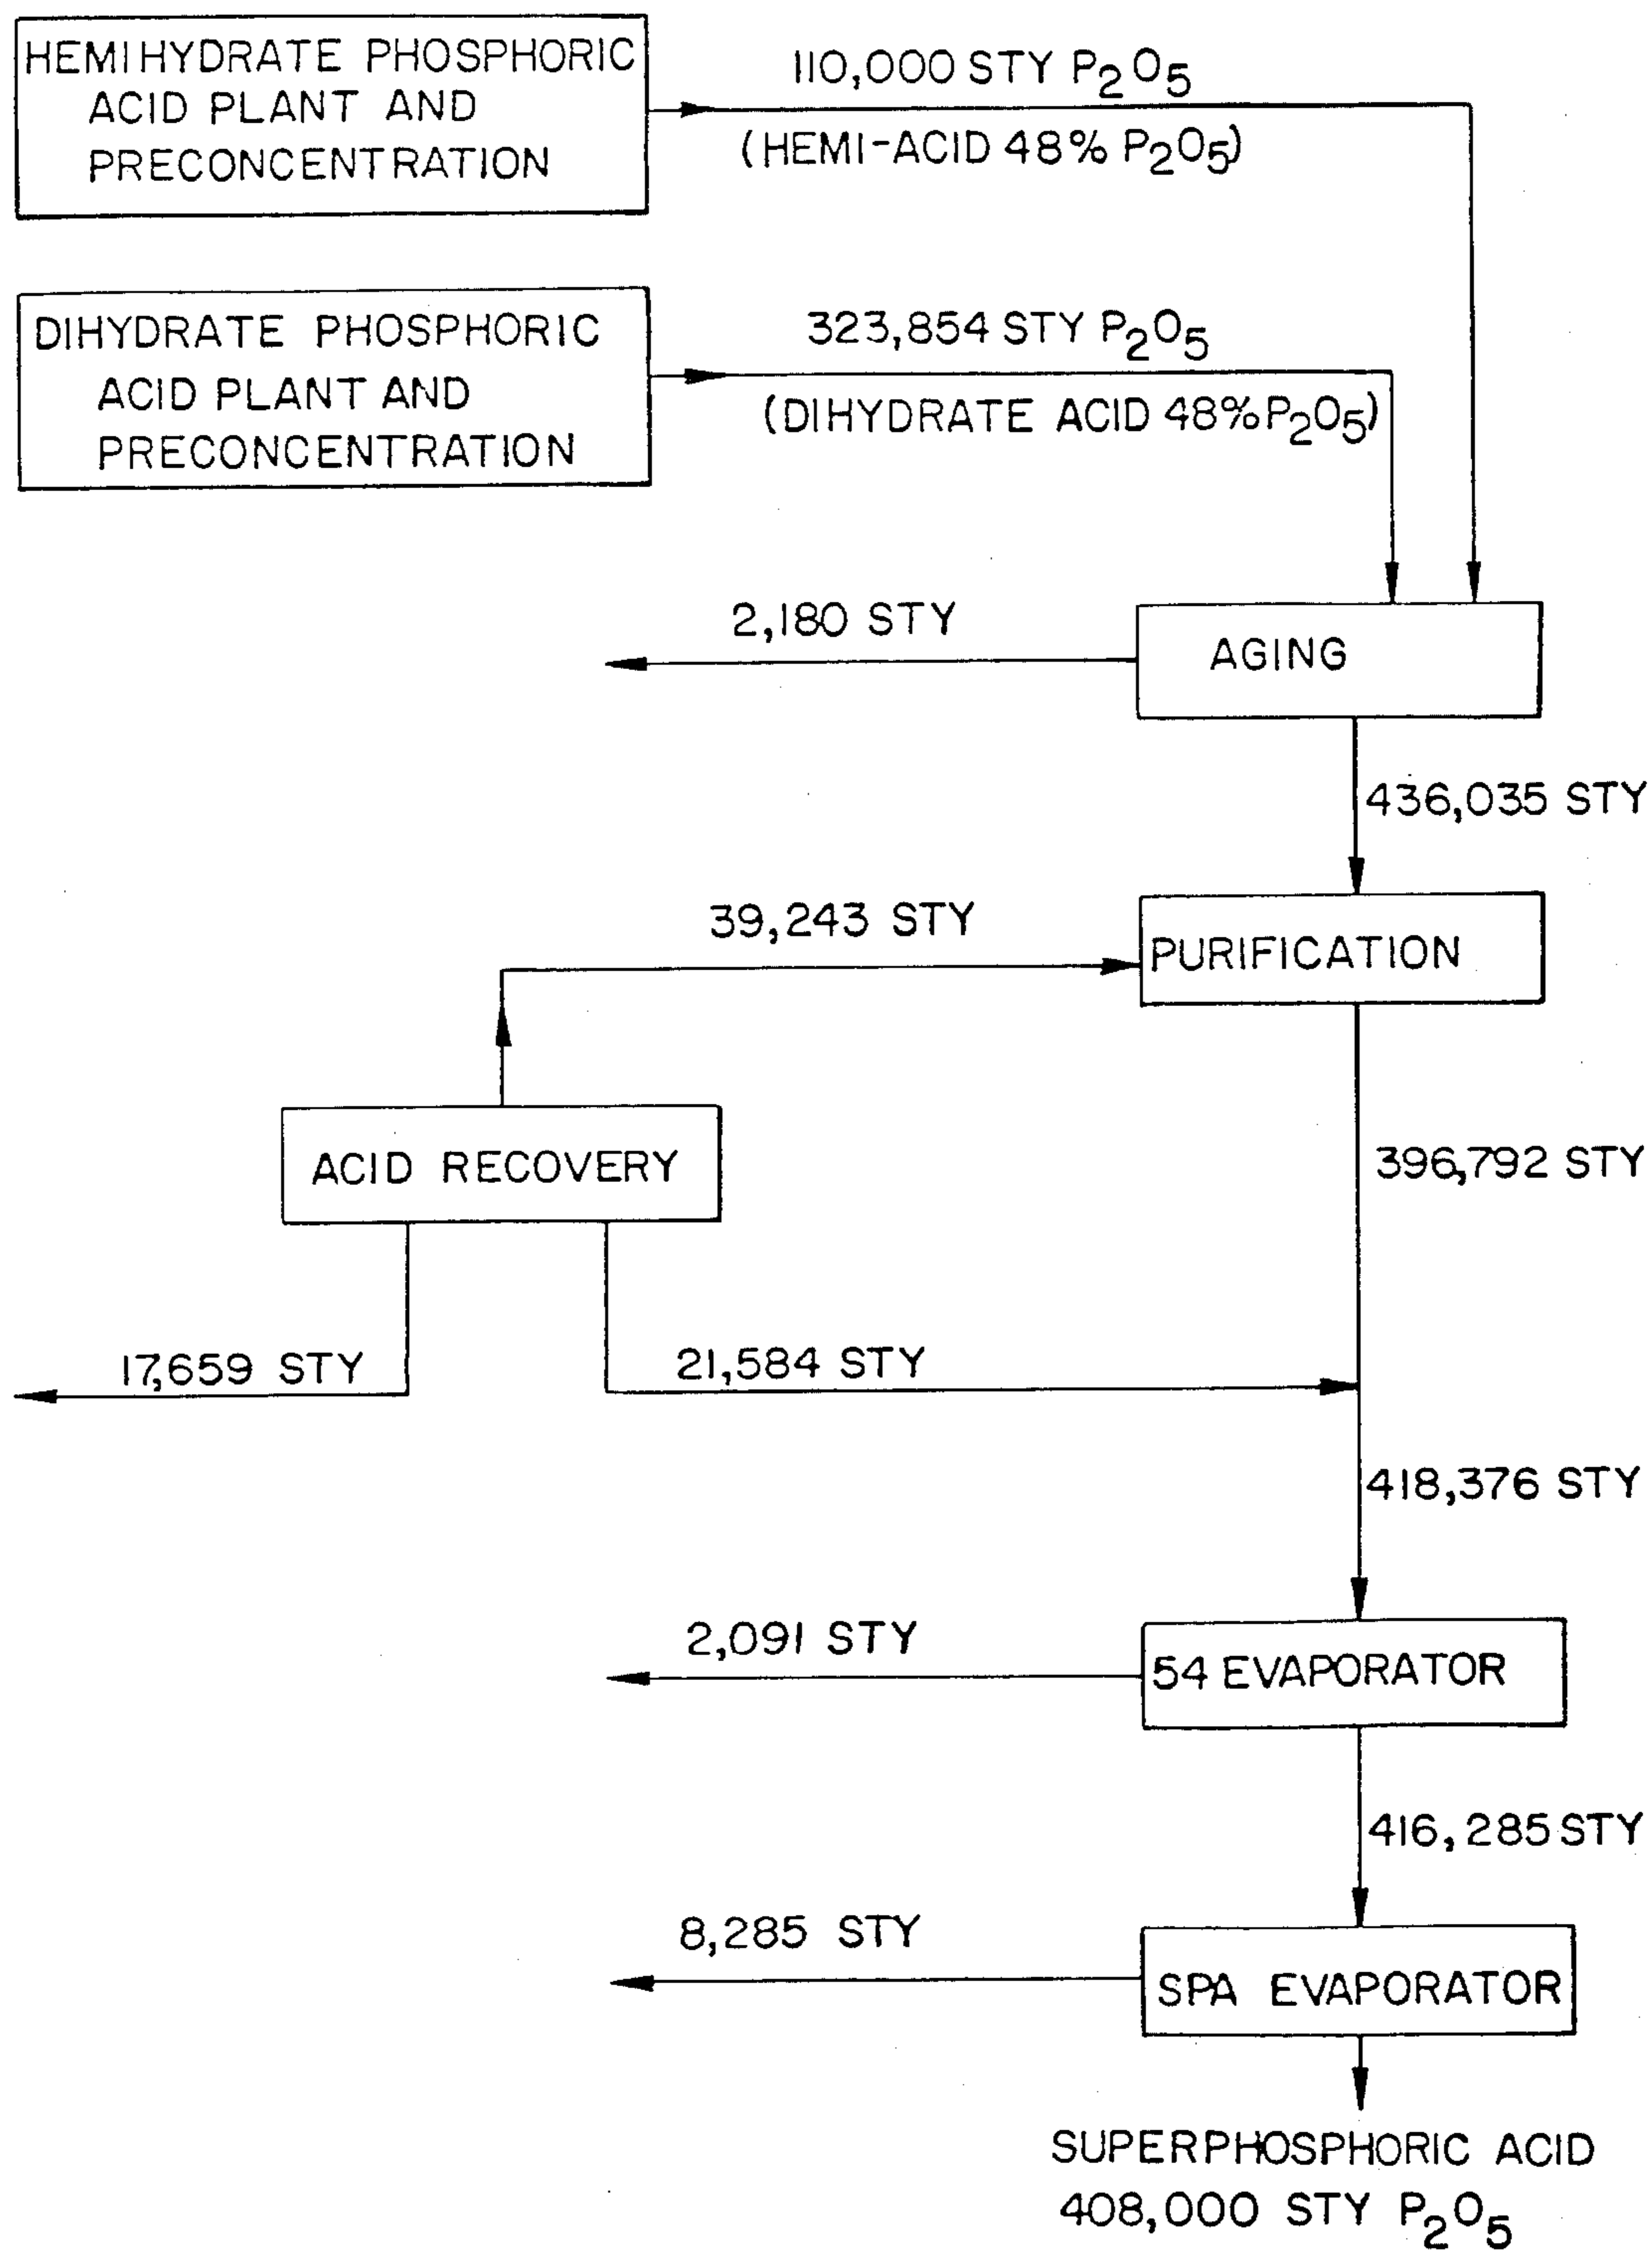 HEMIHYDRATE PHOSPHORIC
ACID PLANT AND
PRECONCENTRATION
110,000 STY P2O5
(HEMI-ACID 48% P2O5)
DIHYDRATE PHOSPHORIC
ACID PLANT AND
PRECONCENTRATION
323,854 STY P2O5
(DIHYDRATE ACID 48% P2O5)
2,180 STY
AGING
436,035 STY
39,243 STY
PURIFICATION
ACID RECOVERY
396,792 STY
17,659 STY
21,584 STY
418,376 STY
2,091 STY
54 EVAPORATOR
416,285 STY
8,285 STY
SPA EVAPORATOR
SUPERPHOSPHORIC ACID
408,000 STY P2O5